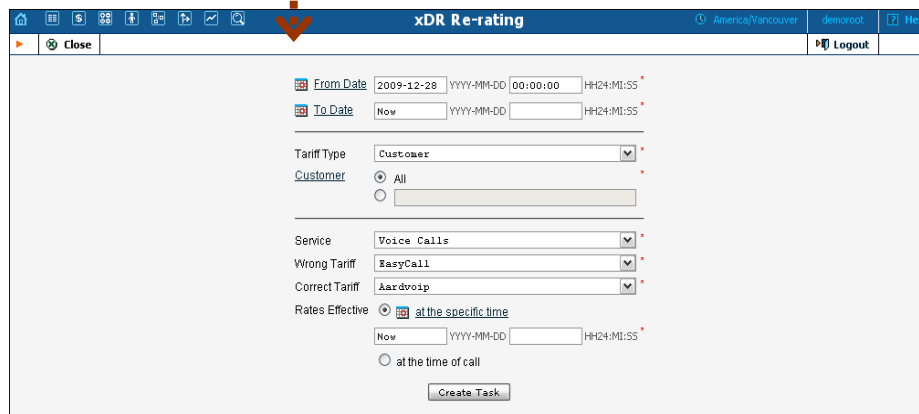 xDR Re-rating America/Vancouver demoroot ? He
Close Logout
From Date 2009-12-28 YYYY-MM-DD 00:00:00 HH24:MI:SS *
To Date Now YYYY-MM-DD HH24:MI:SS *
Tariff Type Customer *
Customer All *
Service Voice Calls *
Wrong Tariff EasyCall *
Correct Tariff Aardvoip *
Rates Effective at the specific time
Now YYYY-MM-DD HH24:MI:SS *
at the time of call
Create Task